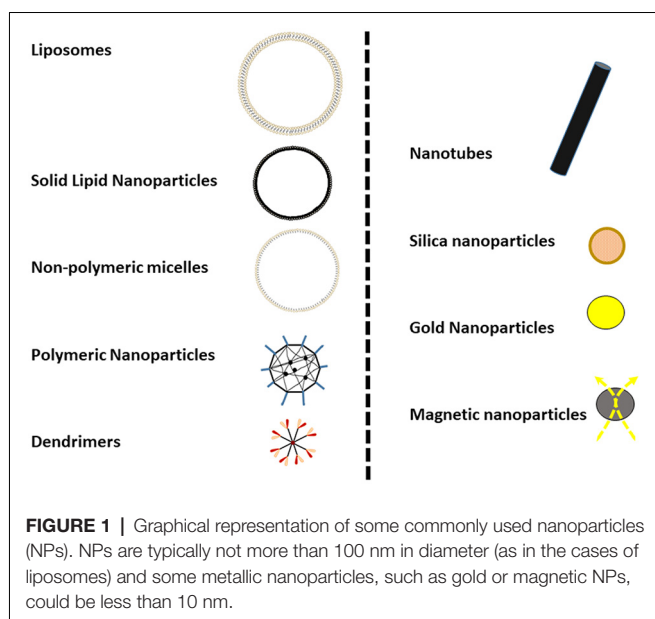 Liposomes
Solid Lipid Nanoparticles
Non-polymeric micelles
Polymeric Nanoparticles
Dendrimers
Nanotubes
Silica nanoparticles
Gold Nanoparticles
Magnetic nanoparticles
FIGURE 1 | Graphical representation of some commonly used nanoparticles
(NPs). NPs are typically not more than 100 nm in diameter (as in the cases of
liposomes) and some metallic nanoparticles, such as gold or magnetic NPs,
could be less than 10 nm.